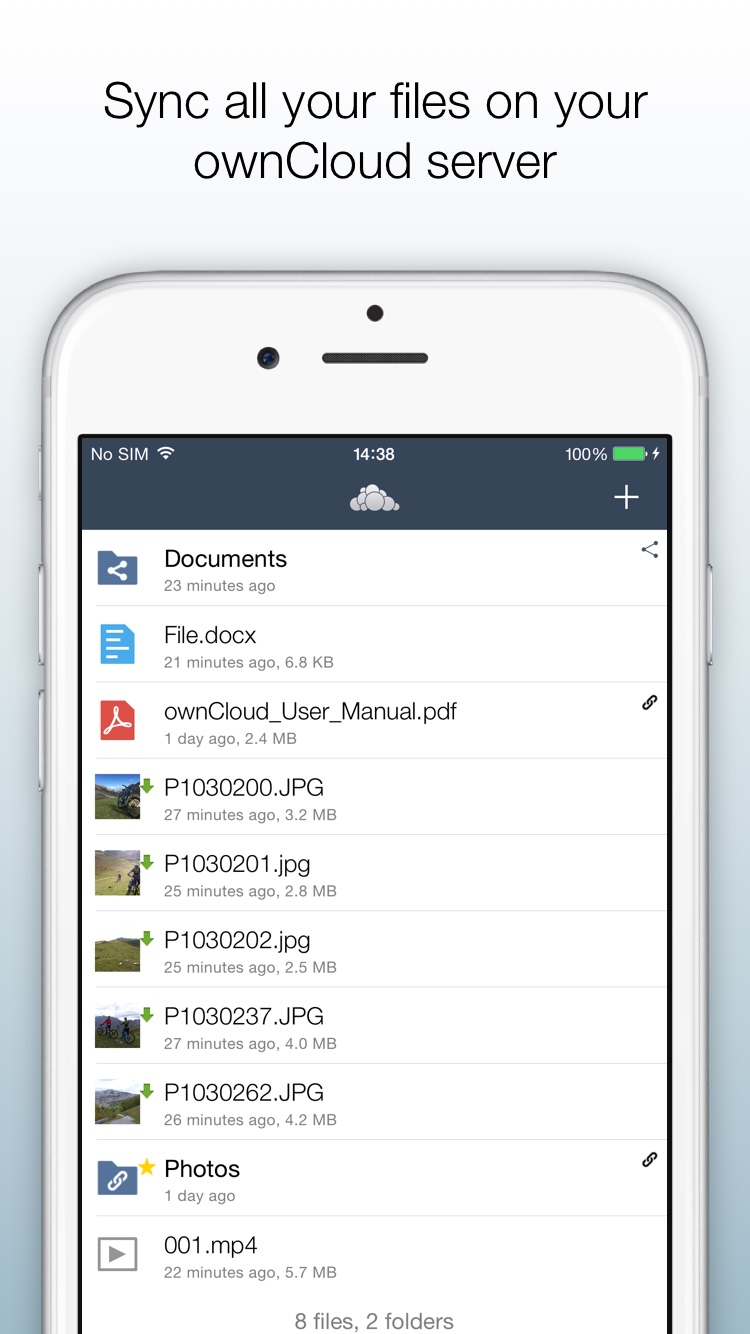 Sync all your files on your
ownCloud server
No SIM 14:38 100%
Documents
23 minutes ago
File.docx
21 minutes ago, 6.8 KB
ownCloud_User_Manual.pdf
1 day ago, 2.4 MB
P1030200.JPG
27 minutes ago, 3.2 MB
P1030201.jpg
25 minutes ago, 2.8 MB
P1030202.jpg
25 minutes ago, 2.5 MB
P1030237.JPG
27 minutes ago, 4.0 MB
P1030262.JPG
26 minutes ago, 4.2 MB
Photos
1 day ago
001.mp4
22 minutes ago, 5.7 MB
8 files, 2 folders